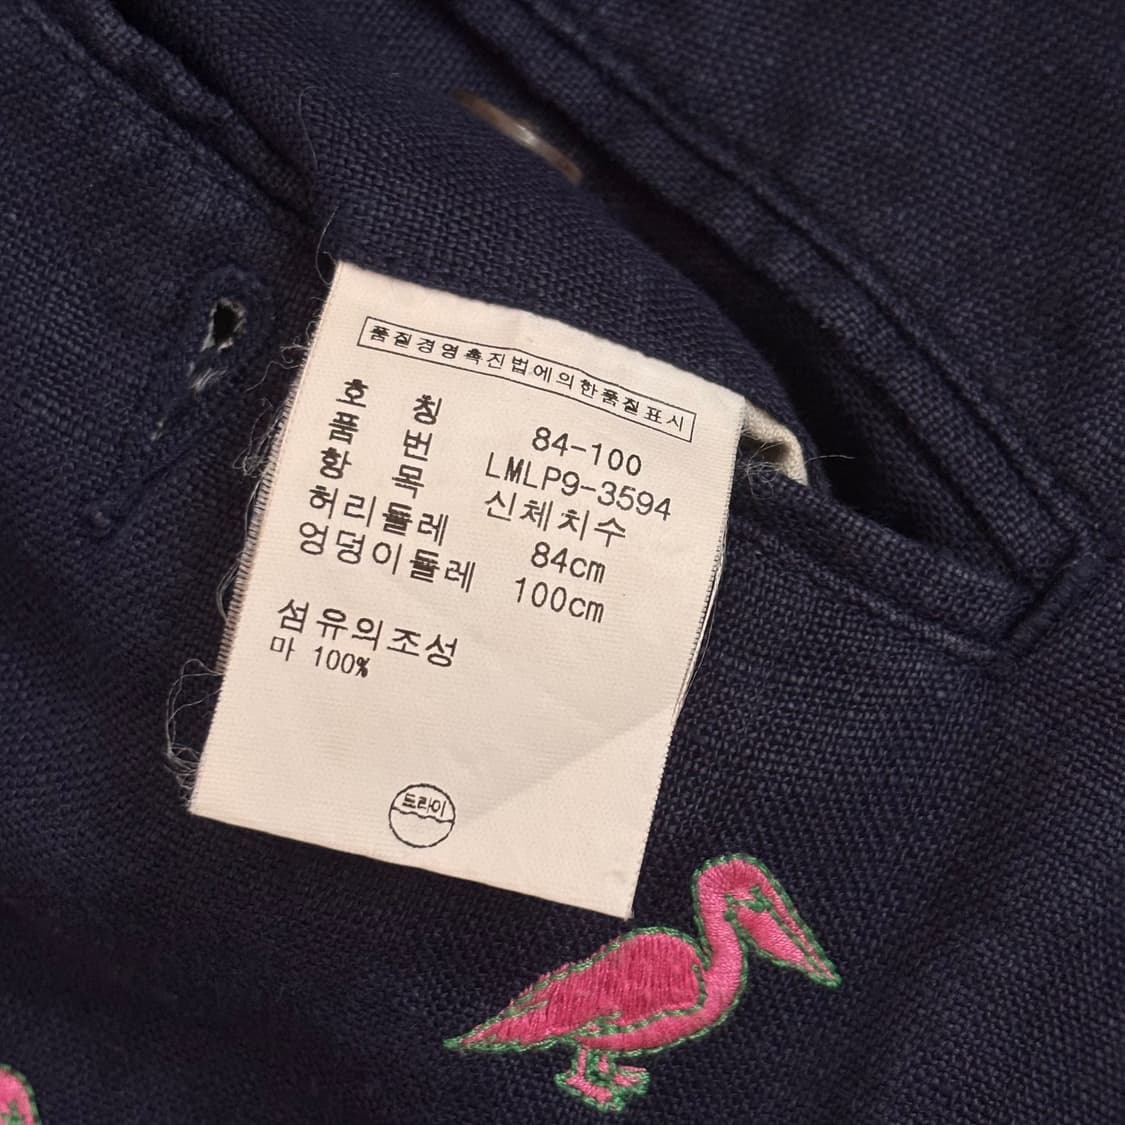 품질경영촉진법에의한품질표시
호 칭 84-100
품 번 LMLP9-3594
항 목 신체치수
허리둘레 84cm
엉덩이둘레 100cm
섬유의조성
마 100%
드라이